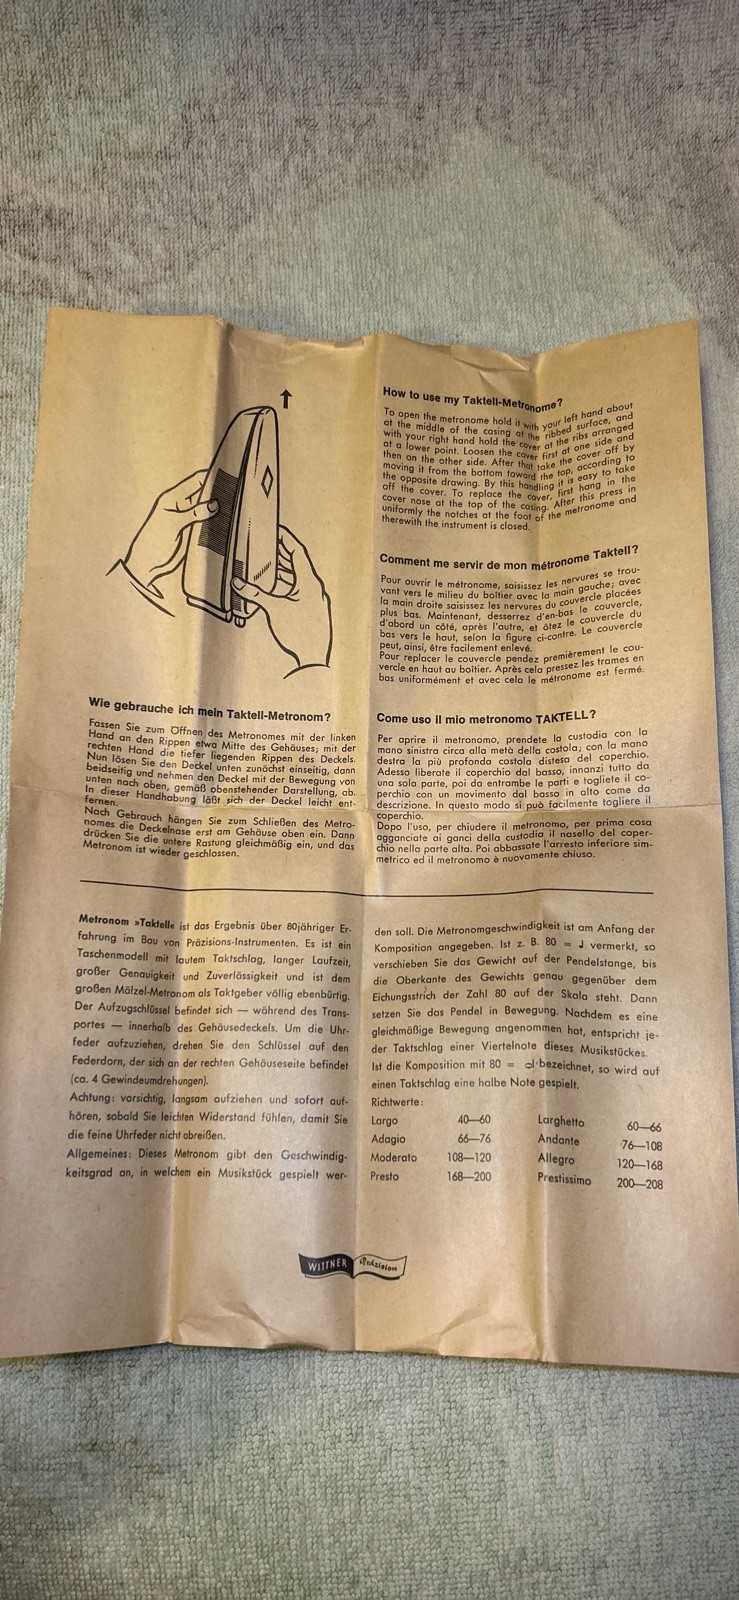 How to use my Taktell-Metronome?
To open the metronome hold it with your left hand about
at the middle of the casing at the ribbed surface, and
with your right hand hold the cover at the ribs arranged
at a lower point. Loosen the cover first at one side and
then on the other side. After that take the cover off by
moving it from the bottom toward the top, according to
the opposite drawing. By this handling it is easy to take
off the cover. To replace the cover, first hang in the
cover nose at the top of the casing. After this press in
uniformly the notches at the foot of the metronome and
therewith the instrument is closed.
Comment me servir de mon métronome Taktell?
Pour ouvrir le métronome, saisissez les nervures se trou-
vant vers le milieu du boîtier avec la main gauche; avec
la main droite saisissez les nervures du couvercle placées
plus bas. Maintenant, desserrez d'en-bas le couvercle,
d'abord un côté, après l'autre, et ôtez le couvercle du
bas vers le haut, selon la figure ci-contre. Le couvercle
peut, ainsi, être facilement enlevé.
Pour replacer le couvercle pendez premièrement le cou-
vercle en haut au boîtier. Après cela pressez les trames en
bas uniformément et avec cela le métronome est fermé.
Wie gebrauche ich mein Taktell-Metronom?
Fassen Sie zum Öffnen des Metronomes mit der linken
Hand an den Rippen etwa Mitte des Gehäuses; mit der
rechten Hand die tiefer liegenden Rippen des Deckels.
Nun lösen Sie den Deckel unten zunächst einseitig, dann
beidseitig und nehmen den Deckel mit der Bewegung von
unten nach oben, gemäß obenstehender Darstellung, ab.
In dieser Handhabung läßt sich der Deckel leicht ent-
fernen.
Nach Gebrauch hängen Sie zum Schließen des Metro-
nomes die Deckelnase erst am Gehäuse oben ein. Dann
drücken Sie die untere Rastung gleichmäßig ein, und das
Metronom ist wieder geschlossen.
Come uso il mio metronomo TAKTELL?
Per aprire il metronomo, prendete la custodia con la
mano sinistra circa alla metà della costola; con la mano
destra la più profonda costola distesa del coperchio.
Adesso liberate il coperchio dal basso, innanzi tutto da
una sola parte, poi da entrambe le parti e togliete il co-
perchio con un movimento dal basso in alto come da
descrizione. In questo modo si può facilmente togliere il
coperchio.
Dopo l'uso, per chiudere il metronomo, per prima cosa
agganciate ai ganci della custodia il nasello del coper-
chio nella parte alta. Poi abbassate l'arresto inferiore sim-
metrico ed il metronomo è nuovamente chiuso.
Metronom »Taktell« ist das Ergebnis über 80jähriger Er-
fahrung im Bau von Präzisions-Instrumenten. Es ist ein
Taschenmodell mit lautem Taktschlag, langer Laufzeit,
großer Genauigkeit und Zuverlässigkeit und ist dem
großen Mälzel-Metronom als Taktgeber völlig ebenbürtig.
Der Aufzugschlüssel befindet sich — während des Trans-
portes — innerhalb des Gehäusedeckels. Um die Uhr-
feder aufzuziehen, drehen Sie den Schlüssel auf den
Federdorn, der sich an der rechten Gehäuseseite befindet
(ca. 4 Gewindeumdrehungen).
Achtung: vorsichtig, langsam aufziehen und sofort auf-
hören, sobald Sie leichten Widerstand fühlen, damit Sie
die feine Uhrfeder nicht abreißen.
Allgemeines: Dieses Metronom gibt den Geschwindig-
keitsgrad an, in welchem ein Musikstück gespielt wer-
den soll. Die Metronomgeschwindigkeit ist am Anfang der
Komposition angegeben. Ist z. B. 80 = ♩ vermerkt, so
verschieben Sie das Gewicht auf der Pendelstange, bis
die Oberkante des Gewichts genau gegenüber dem
Eichungsstrich der Zahl 80 auf der Skala steht. Dann
setzen Sie das Pendel in Bewegung. Nachdem es eine
gleichmäßige Bewegung angenommen hat, entspricht je-
der Taktschlag einer Viertelnote dieses Musikstückes.
Ist die Komposition mit 80 = 𝅗𝅥 bezeichnet, so wird auf
einen Taktschlag eine halbe Note gespielt.
Richtwerte:
Largo 40—60 Larghetto 60—66
Adagio 66—76 Andante 76—108
Moderato 108—120 Allegro 120—168
Presto 168—200 Prestissimo 200—208
WITTNER Präzision